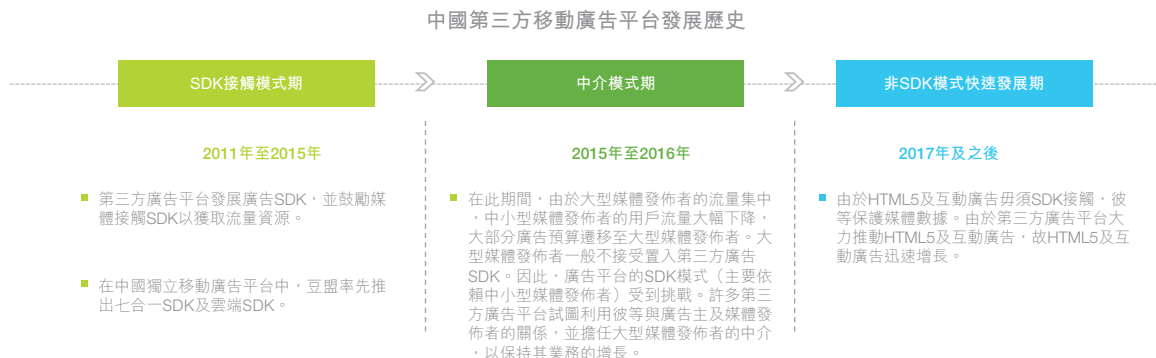 中國第三方移動廣告平台發展歷史
SDK接觸模式期
中介模式期
非SDK模式快速發展期
2011年至2015年
2015年至2016年
2017年及之後
第三方廣告平台發展廣告SDK，並鼓勵媒
體接觸SDK以獲取流量資源。
在中國獨立移動廣告平台中，豆盟率先推
出七合一SDK及雲端SDK。
在此期間，由於大型媒體發佈者的流量集中
，中小型媒體發佈者的用戶流量大幅下降，
大部分廣告預算遷移至大型媒體發佈者。大
型媒體發佈者一般不接受置入第三方廣告
SDK。因此，廣告平台的SDK模式（主要依
賴中小型媒體發佈者）受到挑戰。許多第三
方廣告平台試圖利用彼等與廣告主及媒體發
佈者的關係，並擔任大型媒體發佈者的中介
，以保持其業務的增長。
由於HTML5及互動廣告毋須SDK接觸，彼
等保護媒體數據。由於第三方廣告平台大
力推動HTML5及互動廣告，故HTML5及互
動廣告迅速增長。